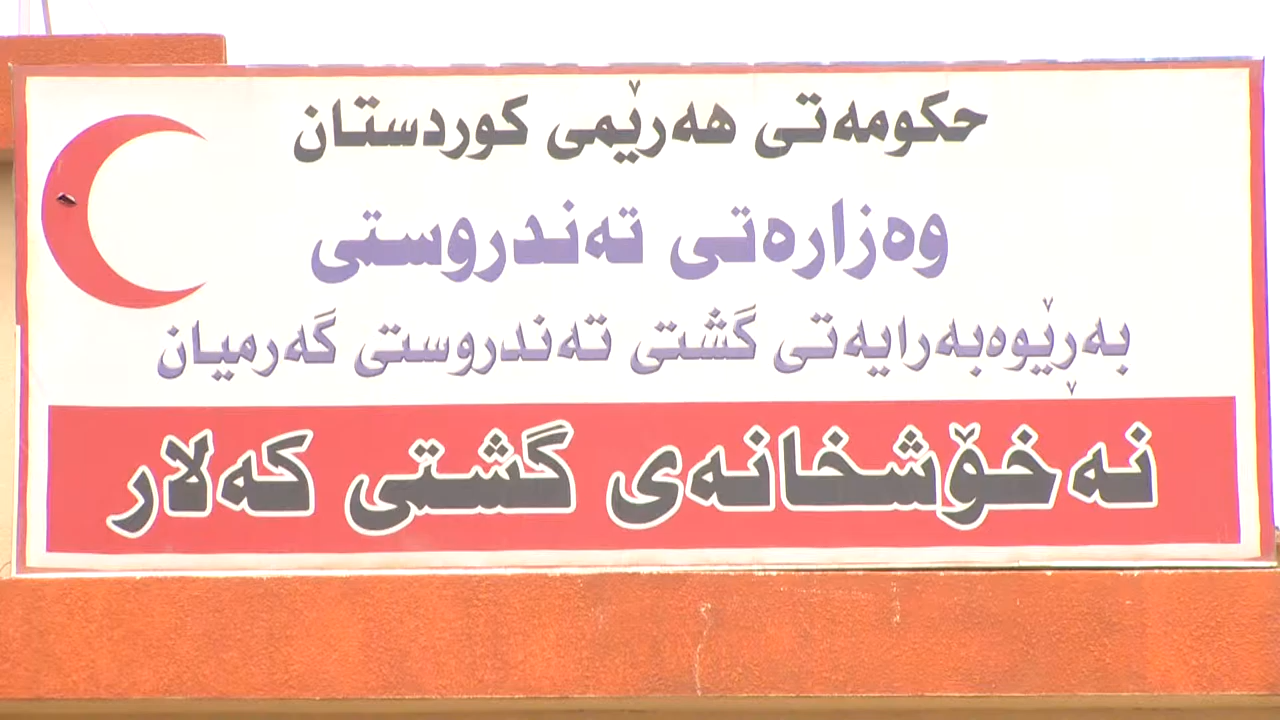 حکومەتی هەرێمی کوردستان
وەزارەتی تەندروستی
بەڕێوەبەرایەتی گشتی تەندروستی گەرمیان
نەخۆشخانەی گشتی کەلار